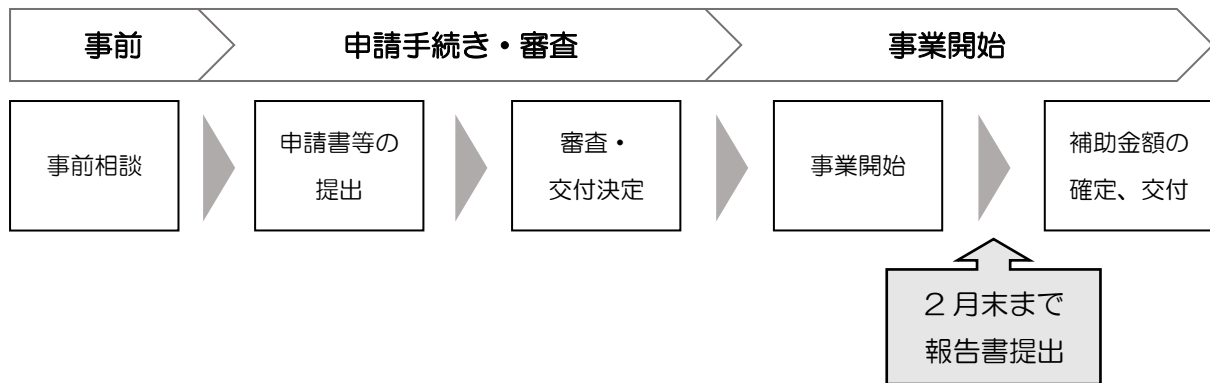 事前
申請手続き・審査
事業開始
事前相談
申請書等の
提出
審査・
交付決定
事業開始
補助金額の
確定、交付
２月末まで
報告書提出